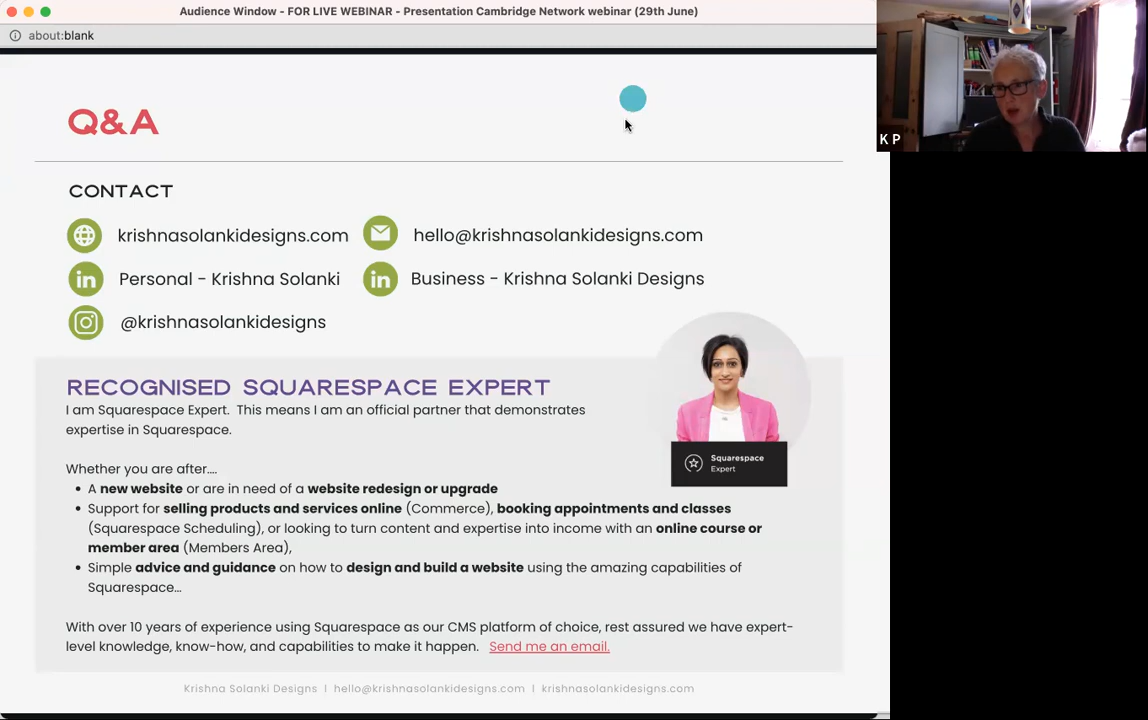 Audience Window - FOR LIVE WEBINAR - Presentation Cambridge Network webinar (29th June)
about:blank
K P
Q&A
CONTACT
krishnasolankidesigns.com
hello@krishnasolankidesigns.com
Personal - Krishna Solanki
Business - Krishna Solanki Designs
@krishnasolankidesigns
RECOGNISED SQUARESPACE EXPERT
I am Squarespace Expert. This means I am an official partner that demonstrates
expertise in Squarespace.
Squarespace
Expert
Whether you are after....
• A new website or are in need of a website redesign or upgrade
• Support for selling products and services online (Commerce), booking appointments and classes
(Squarespace Scheduling), or looking to turn content and expertise into income with an online course or
member area (Members Area),
• Simple advice and guidance on how to design and build a website using the amazing capabilities of
Squarespace...
With over 10 years of experience using Squarespace as our CMS platform of choice, rest assured we have expert-
level knowledge, know-how, and capabilities to make it happen. Send me an email.
Krishna Solanki Designs I hello@krishnasolankidesigns.com I krishnasolankidesigns.com